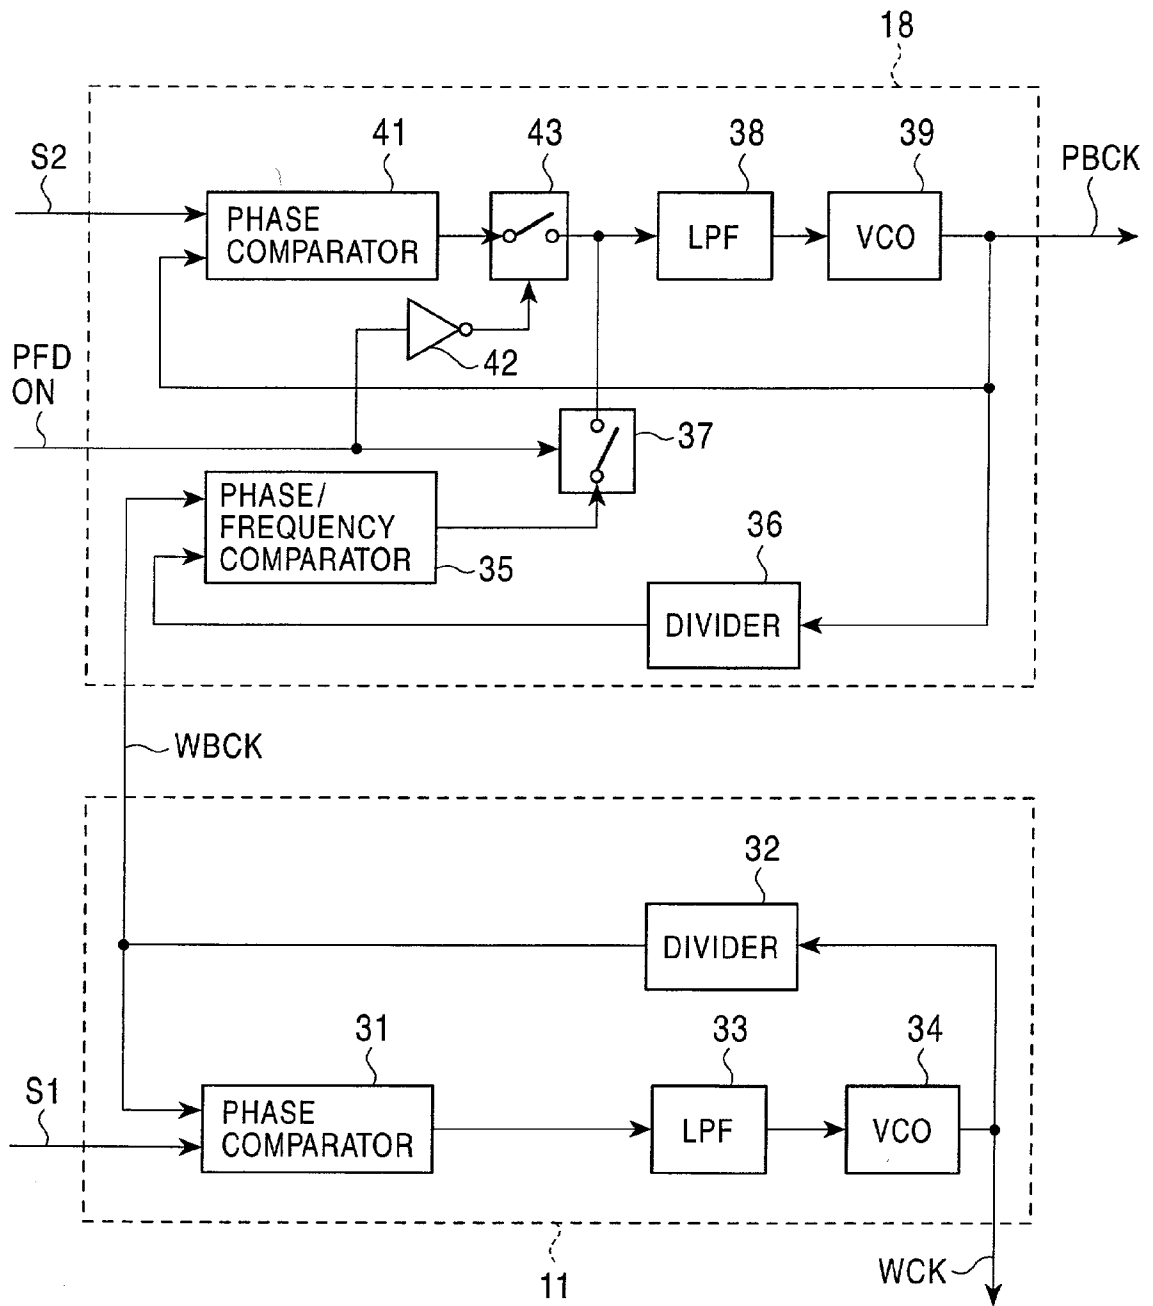 18
41
43
38
39
S2
PBCK
PHASE
COMPARATOR
LPF
VCO
42
PFD
ON
37
PHASE/
FREQUENCY
COMPARATOR
35
36
DIVIDER
WBCK
32
DIVIDER
31
33
34
S1
PHASE
COMPARATOR
LPF
VCO
11
WCK